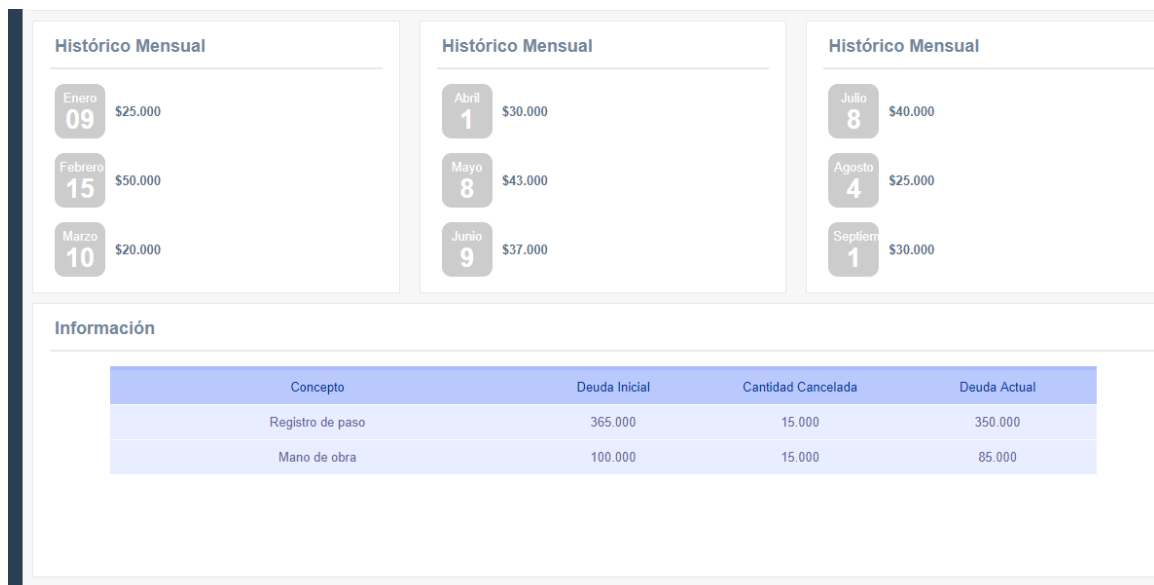 Histórico Mensual
Enero
09
$25.000
Febrero
15
$50.000
Marzo
10
$20.000
Histórico Mensual
Abril
1
$30.000
Mayo
8
$43.000
Junio
9
$37.000
Histórico Mensual
Julio
8
$40.000
Agosto
4
$25.000
Septiem
1
$30.000
Información
Concepto Deuda Inicial Cantidad Cancelada Deuda Actual
Registro de paso 365.000 15.000 350.000
Mano de obra 100.000 15.000 85.000